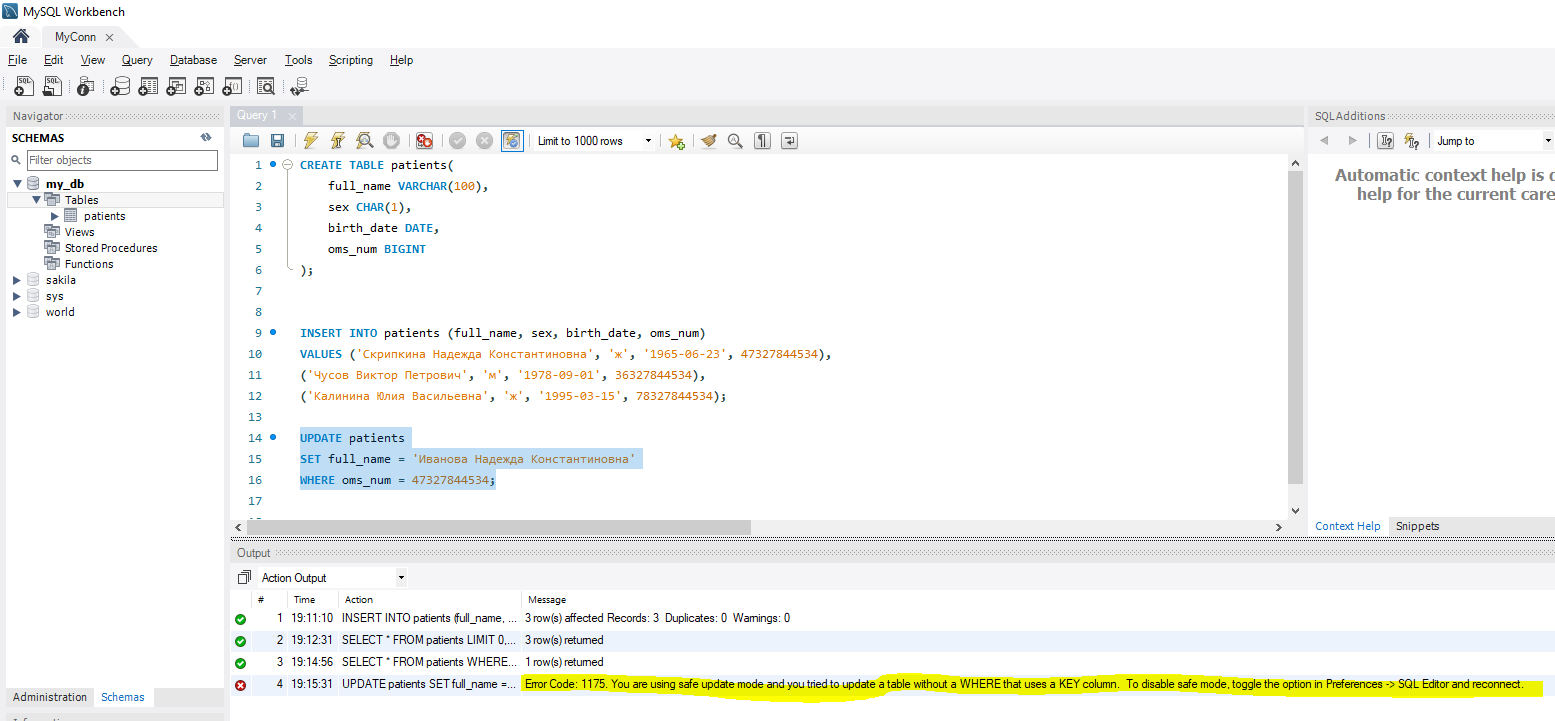 MySQL Workbench
MyConn
File Edit View Query Database Server Tools Scripting Help
Navigator
SCHEMAS
Filter objects
my_db
Tables
patients
Views
Stored Procedures
Functions
sakila
sys
world
Administration Schemas
Query 1
Limit to 1000 rows
1 CREATE TABLE patients(
2 full_name VARCHAR(100),
3 sex CHAR(1),
4 birth_date DATE,
5 oms_num BIGINT
6 );
7
8
9 INSERT INTO patients (full_name, sex, birth_date, oms_num)
10 VALUES ('Скрипкина Надежда Константиновна', 'ж', '1965-06-23', 47327844534),
11 ('Чусов Виктор Петрович', 'м', '1978-09-01', 36327844534),
12 ('Калинина Юлия Васильевна', 'ж', '1995-03-15', 78327844534);
13
14 UPDATE patients
15 SET full_name = 'Иванова Надежда Константиновна'
16 WHERE oms_num = 47327844534;
17
SQLAdditions
Jump to
Automatic context help is
help for the current
Context Help Snippets
Output
Action Output
# Time Action Message
1 19:11:10 INSERT INTO patients (full_name, ... 3 row(s) affected Records: 3 Duplicates: 0 Warnings: 0
2 19:12:31 SELECT * FROM patients LIMIT 0,... 3 row(s) returned
3 19:14:56 SELECT * FROM patients WHERE... 1 row(s) returned
4 19:15:31 UPDATE patients SET full_name =... Error Code: 1175. You are using safe update mode and you tried to update a table without a WHERE that uses a KEY column. To disable safe mode, toggle the option in Preferences -> SQL Editor and reconnect.